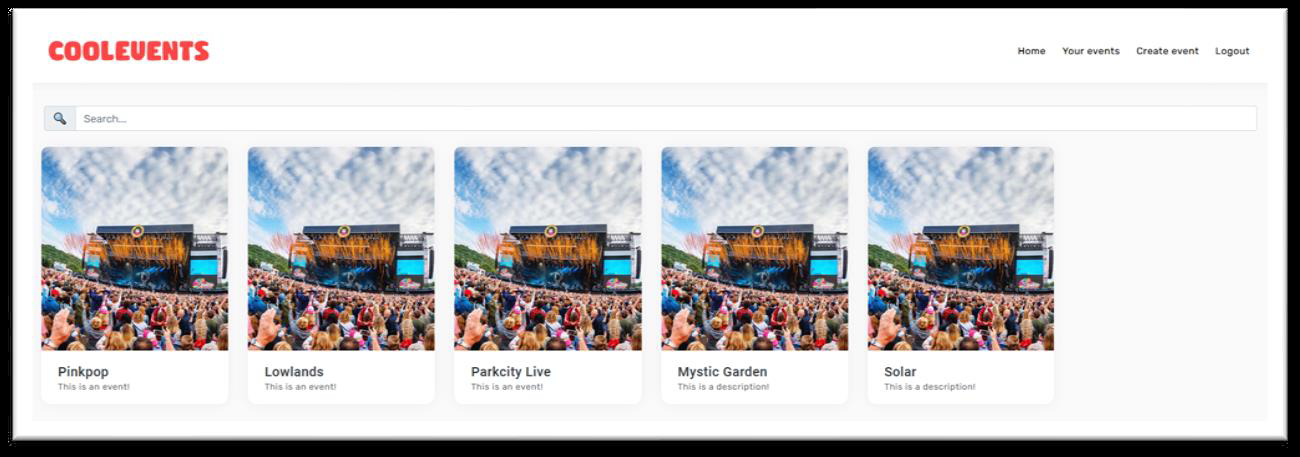 COOLEVENTS
Home Your events Create event Logout
Search...
Pinkpop
This is an event!
Lowlands
This is an event!
Parkcity Live
This is an event!
Mystic Garden
This is a description!
Solar
This is a description!